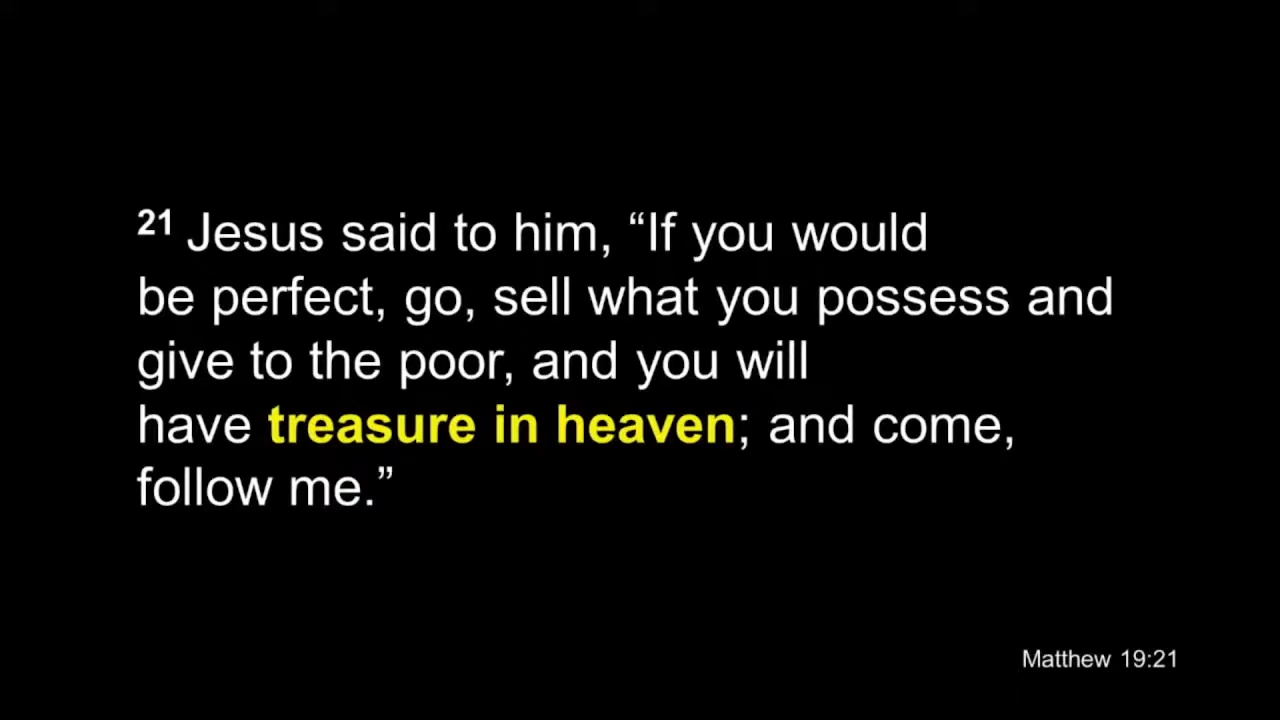 21 Jesus said to him, “If you would
be perfect, go, sell what you possess and
give to the poor, and you will
have treasure in heaven; and come,
follow me.”
Matthew 19:21